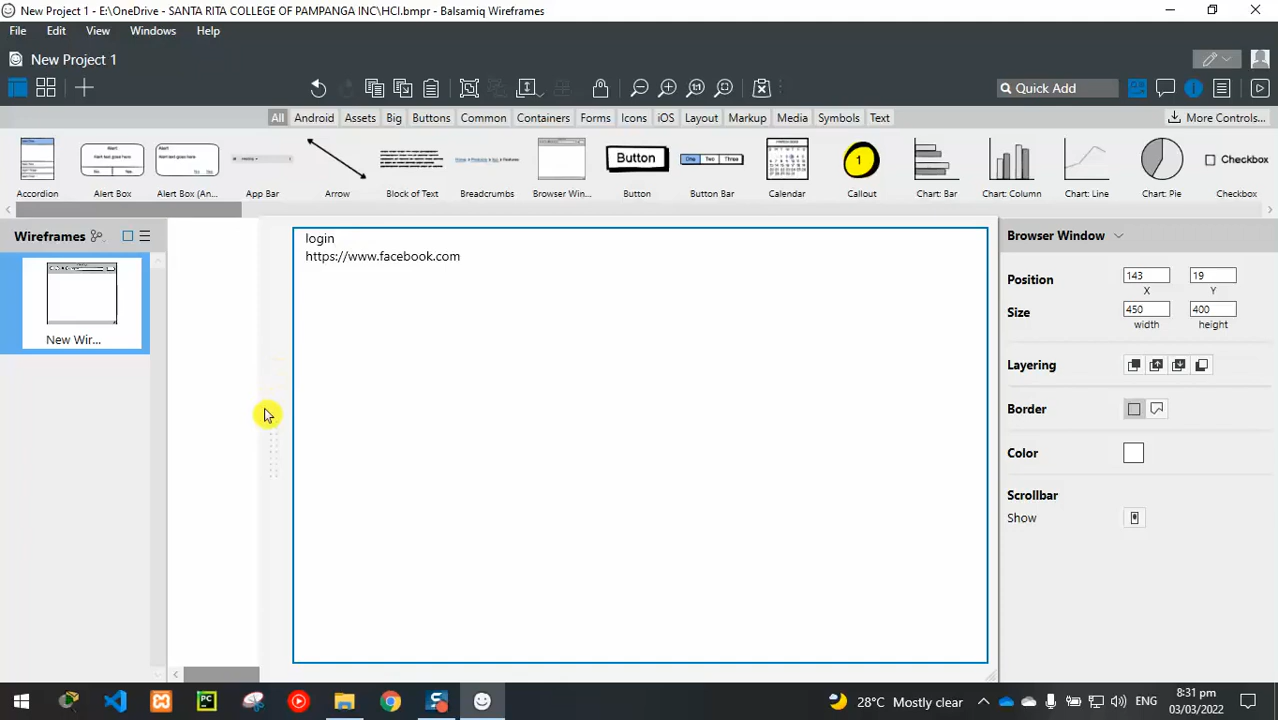 New Project 1 - E:\OneDrive - SANTA RITA COLLEGE OF PAMPANGA INC\HCI.bmpr - Balsamiq Wireframes
File Edit View Windows Help
New Project 1
Quick Add
All Android Assets Big Buttons Common Containers Forms Icons iOS Layout Markup Media Symbols Text
More Controls...
Button
One Two Three
1
Checkbox
Accordion Alert Box Alert Box (An... App Bar Arrow Block of Text Breadcrumbs Browser Win... Button Button Bar Calendar Callout Chart: Bar Chart: Column Chart: Line Chart: Pie Checkbox
Wireframes
New Wir...
login
https://www.facebook.com
Browser Window
Position
143
19
X
Y
Size
450
400
width
height
Layering
Border
Color
Scrollbar
Show
28°C Mostly clear
ENG
8:31 pm
03/03/2022